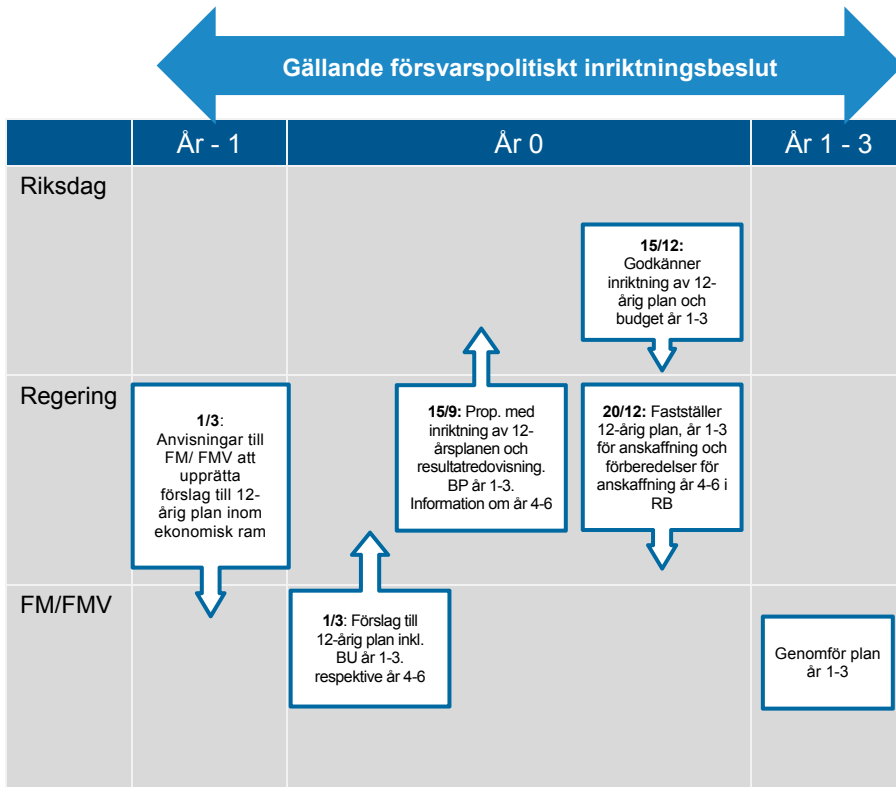 Gällande försvarspolitiskt inriktningsbeslut
År - 1
År 0
År 1 - 3
Riksdag
15/12:
Godkänner
inriktning av 12-
årig plan och
budget år 1-3
Regering
1/3:
Anvisningar till
FM/ FMV att
upprätta
förslag till 12-
årig plan inom
ekonomisk ram
15/9: Prop. med
inriktning av 12-
årsplanen och
resultatredovisning.
BP år 1-3.
Information om år 4-6
20/12: Fastställer
12-årig plan, år 1-3
för anskaffning och
förberedelser för
anskaffning år 4-6 i
RB
FM/FMV
1/3: Förslag till
12-årig plan inkl.
BU år 1-3.
respektive år 4-6
Genomför plan
år 1-3